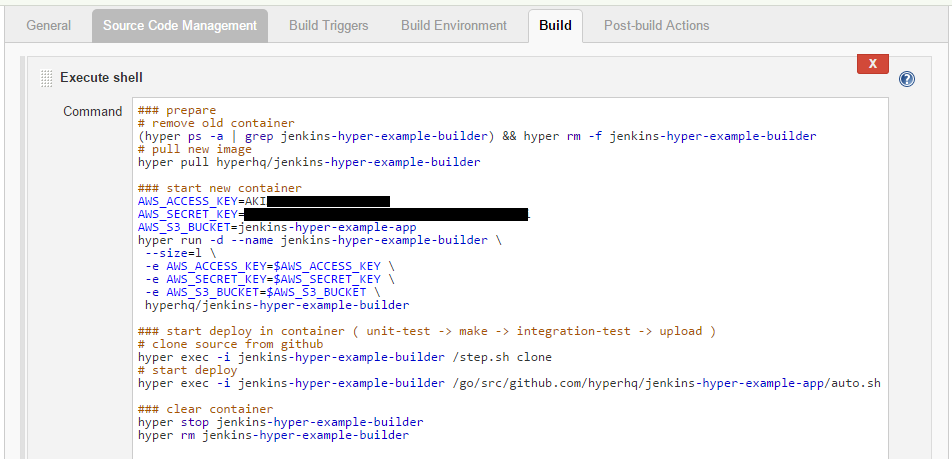 General Source Code Management Build Triggers Build Environment Build Post-build Actions
Execute shell
X
?
Command
### prepare
# remove old container
(hyper ps -a | grep jenkins-hyper-example-builder) && hyper rm -f jenkins-hyper-example-builder
# pull new image
hyper pull hyperhq/jenkins-hyper-example-builder
### start new container
AWS_ACCESS_KEY=AKI
AWS_SECRET_KEY=
AWS_S3_BUCKET=jenkins-hyper-example-app
hyper run -d --name jenkins-hyper-example-builder \
--size=l \
-e AWS_ACCESS_KEY=$AWS_ACCESS_KEY \
-e AWS_SECRET_KEY=$AWS_SECRET_KEY \
-e AWS_S3_BUCKET=$AWS_S3_BUCKET \
hyperhq/jenkins-hyper-example-builder
### start deploy in container ( unit-test -> make -> integration-test -> upload )
# clone source from github
hyper exec -i jenkins-hyper-example-builder /step.sh clone
# start deploy
hyper exec -i jenkins-hyper-example-builder /go/src/github.com/hyperhq/jenkins-hyper-example-app/auto.sh
### clear container
hyper stop jenkins-hyper-example-builder
hyper rm jenkins-hyper-example-builder